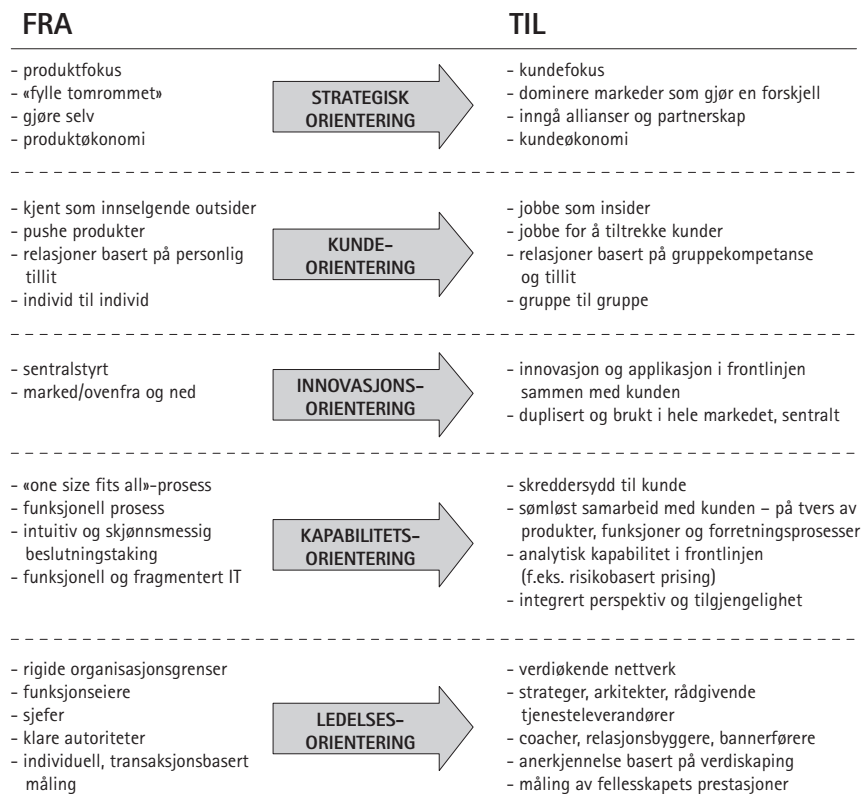 FRA
TIL
- produktfokus
- «fylle tomrommet»
- gjøre selv
- produktøkonomi
STRATEGISK
ORIENTERING
- kundefokus
- dominere markeder som gjør en forskjell
- inngå allianser og partnerskap
- kundeøkonomi
- kjent som innselgende outsider
- pushe produkter
- relasjoner basert på personlig
tillit
- individ til individ
KUNDE-
ORIENTERING
- jobbe som insider
- jobbe for å tiltrekke kunder
- relasjoner basert på gruppekompetanse
og tillit
- gruppe til gruppe
- sentralstyrt
- marked/ovenfra og ned
INNOVASJONS-
ORIENTERING
- innovasjon og applikasjon i frontlinjen
sammen med kunden
- duplisert og brukt i hele markedet, sentralt
- «one size fits all»-prosess
- funksjonell prosess
- intuitiv og skjønnsmessig
beslutningstaking
- funksjonell og fragmentert IT
KAPABILITETS-
ORIENTERING
- skreddersydd til kunde
- sømløst samarbeid med kunden – på tvers av
produkter, funksjoner og forretningsprosesser
- analytisk kapabilitet i frontlinjen
(f.eks. risikobasert prising)
- integrert perspektiv og tilgjengelighet
- rigide organisasjonsgrenser
- funksjonseiere
- sjefer
- klare autoriteter
- individuell, transaksjonsbasert
måling
LEDELSES-
ORIENTERING
- verdiøkende nettverk
- strateger, arkitekter, rådgivende
tjenesteleverandører
- coacher, relasjonsbyggere, bannerførere
- anerkjennelse basert på verdiskaping
- måling av fellesskapets prestasjoner